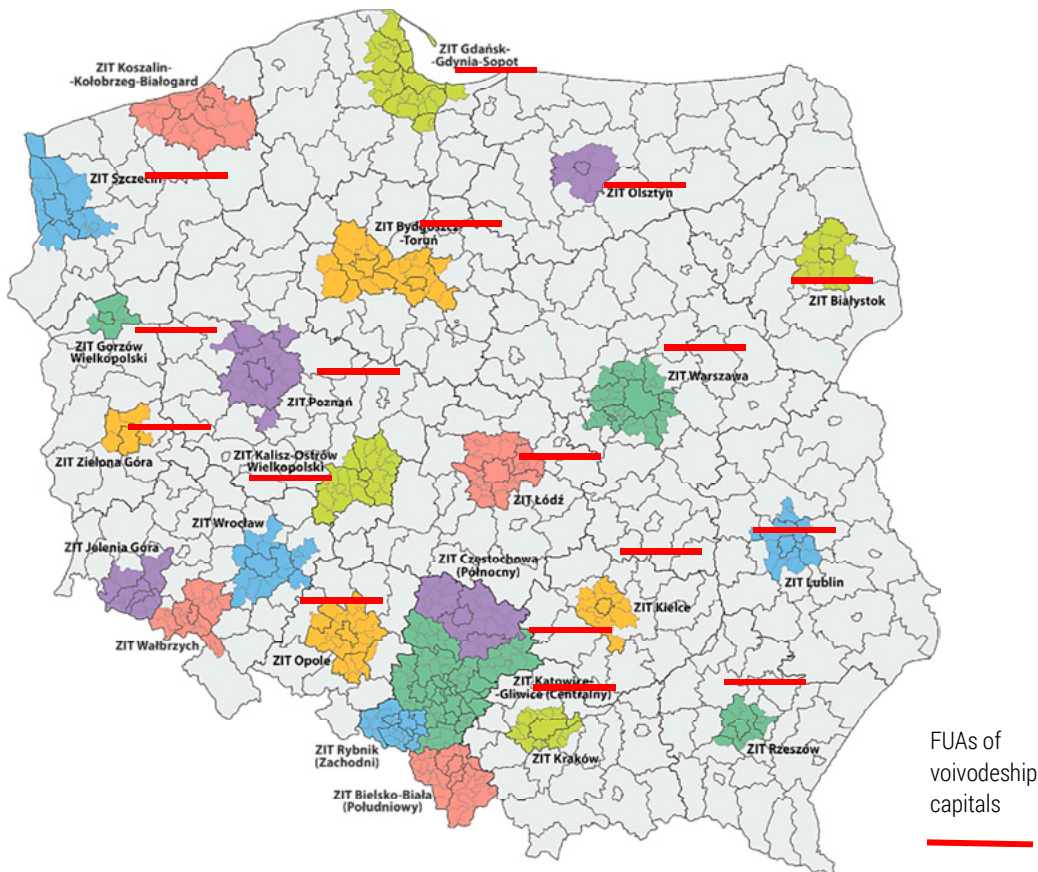 ZIT Gdańsk-
-Gdynia-Sopot
ZIT Koszalin-
-Kołobrzeg-Białogard
ZIT Szczecin
ZIT Olsztyn
ZIT Bydgoszcz-
-Toruń
ZIT Białystok
ZIT Gorzów
Wielkopolski
ZIT Warszawa
ZIT Poznań
ZIT Zielona Góra
ZIT Kalisz-Ostrów
Wielkopolski
ZIT Łódź
ZIT Wrocław
ZIT Jelenia Góra
ZIT Częstochowa
(Północny)
ZIT Lublin
ZIT Kielce
ZIT Wałbrzych
ZIT Opole
ZIT Katowice-
-Gliwice (Centralny)
ZIT Rybnik
(Zachodni)
ZIT Kraków
ZIT Rzeszów
ZIT Bielsko-Biała
(Południowy)
FUAs of
voivodeship
capitals